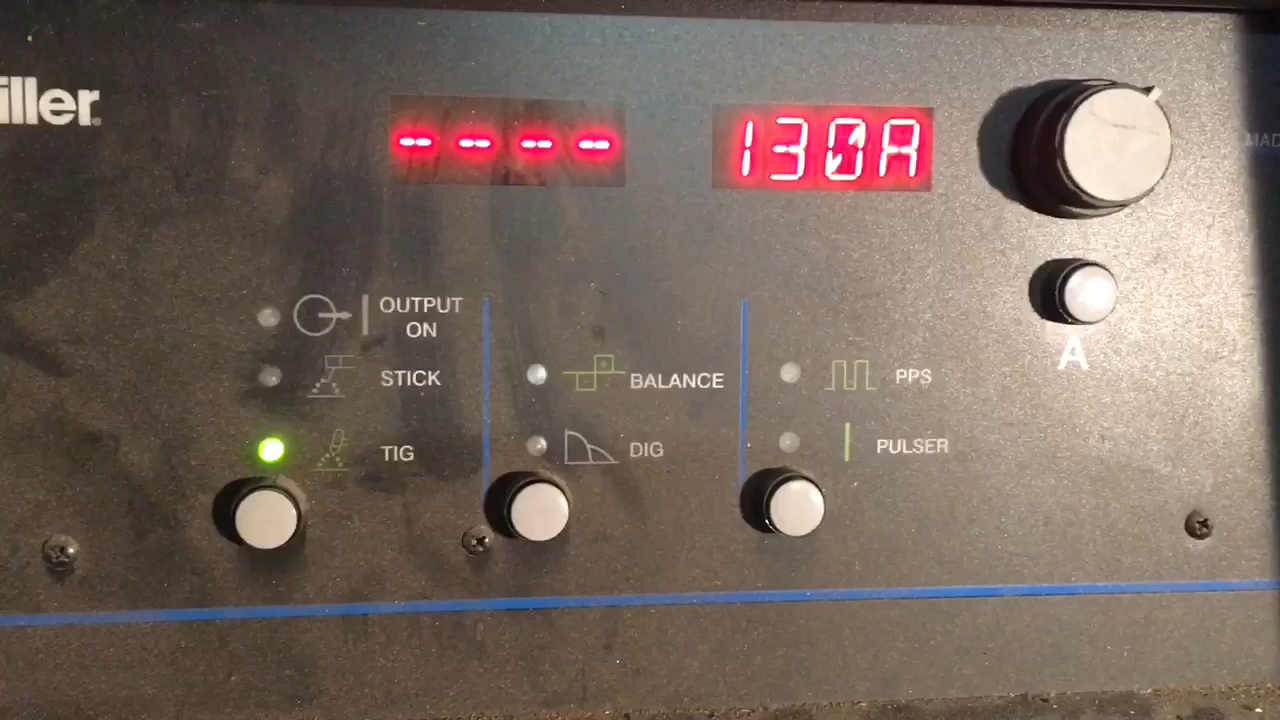 iller
- - - -
130A
OUTPUT
ON
STICK
BALANCE
PPS
A
TIG
DIG
PULSER